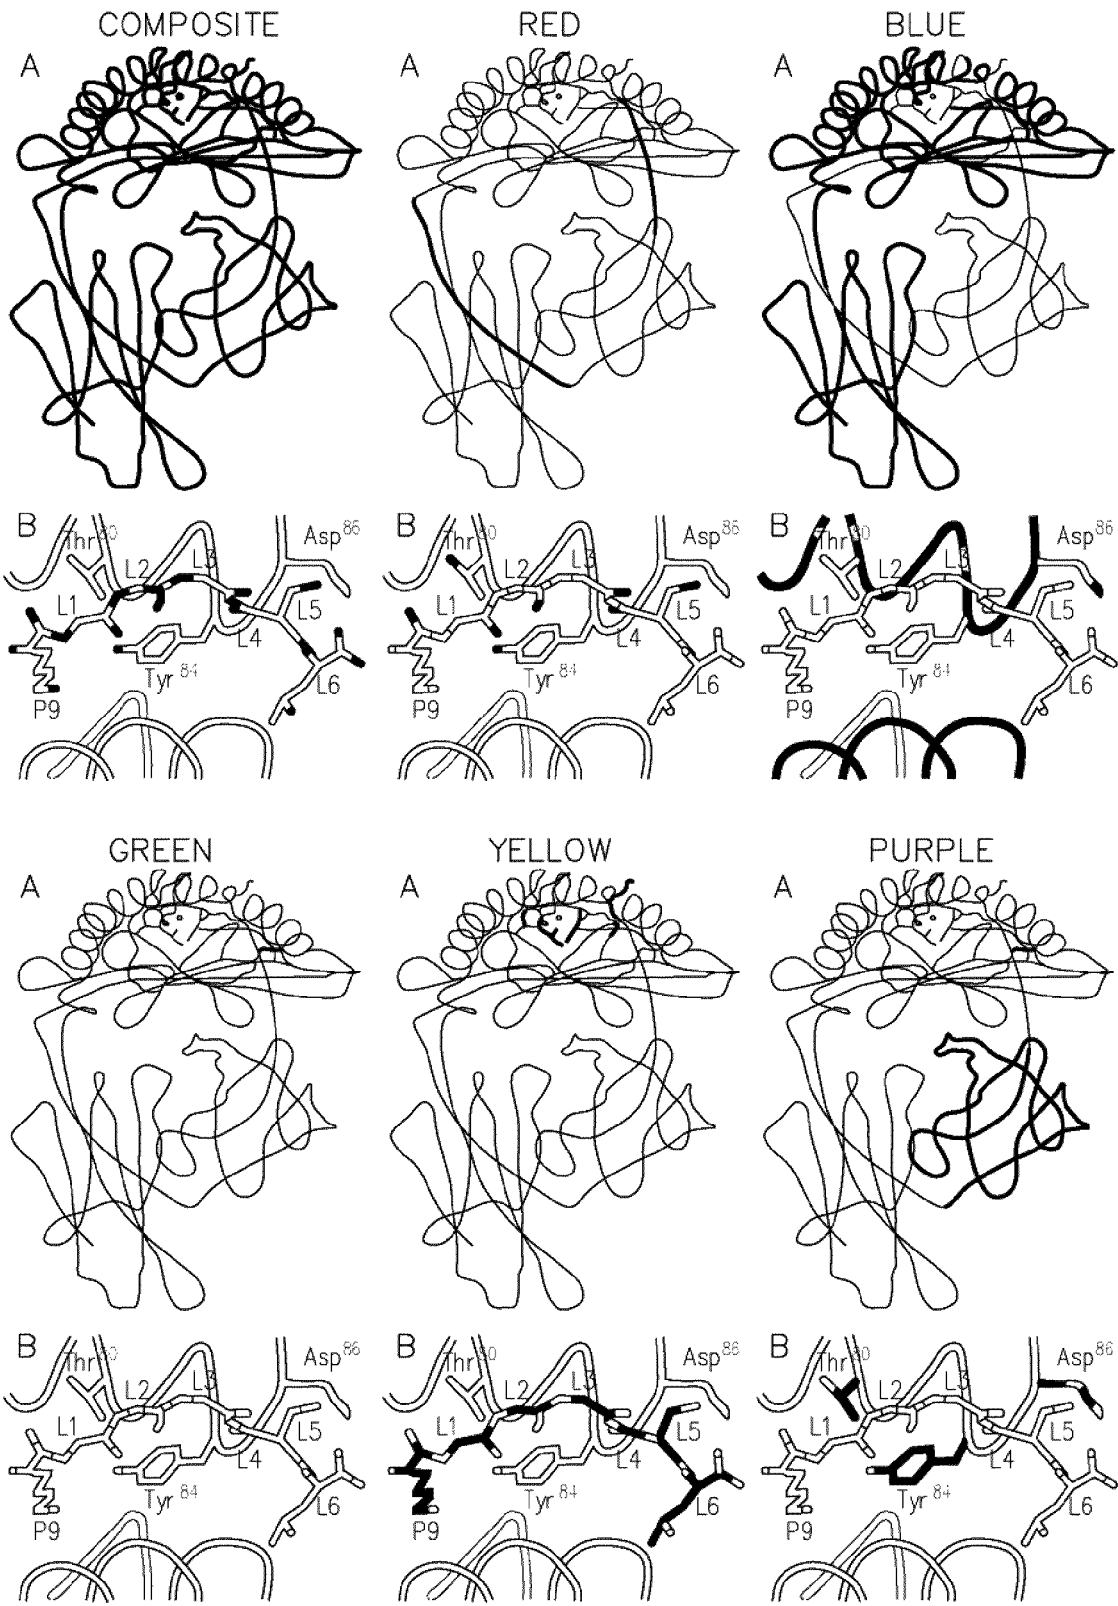 COMPOSITE RED BLUE
A A A
B B B
Thr80 Asp86 Thr80 Asp86 Thr80 Asp86
L2 L3 L2 L3 L2 L3
L1 L5 L1 L5 L1 L5
L4 L4 L4
Tyr84 Tyr84 Tyr84
L6 L6 L6
P9 P9 P9
GREEN YELLOW PURPLE
A A A
B B B
Thr80 Asp86 Thr80 Asp86 Thr80 Asp86
L2 L3 L2 L3 L2 L3
L1 L5 L1 L5 L1 L5
L4 L4 L4
Tyr84 Tyr84 Tyr84
L6 L6 L6
P9 P9 P9